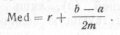 Med = r + \frac{b − a}{2m} .